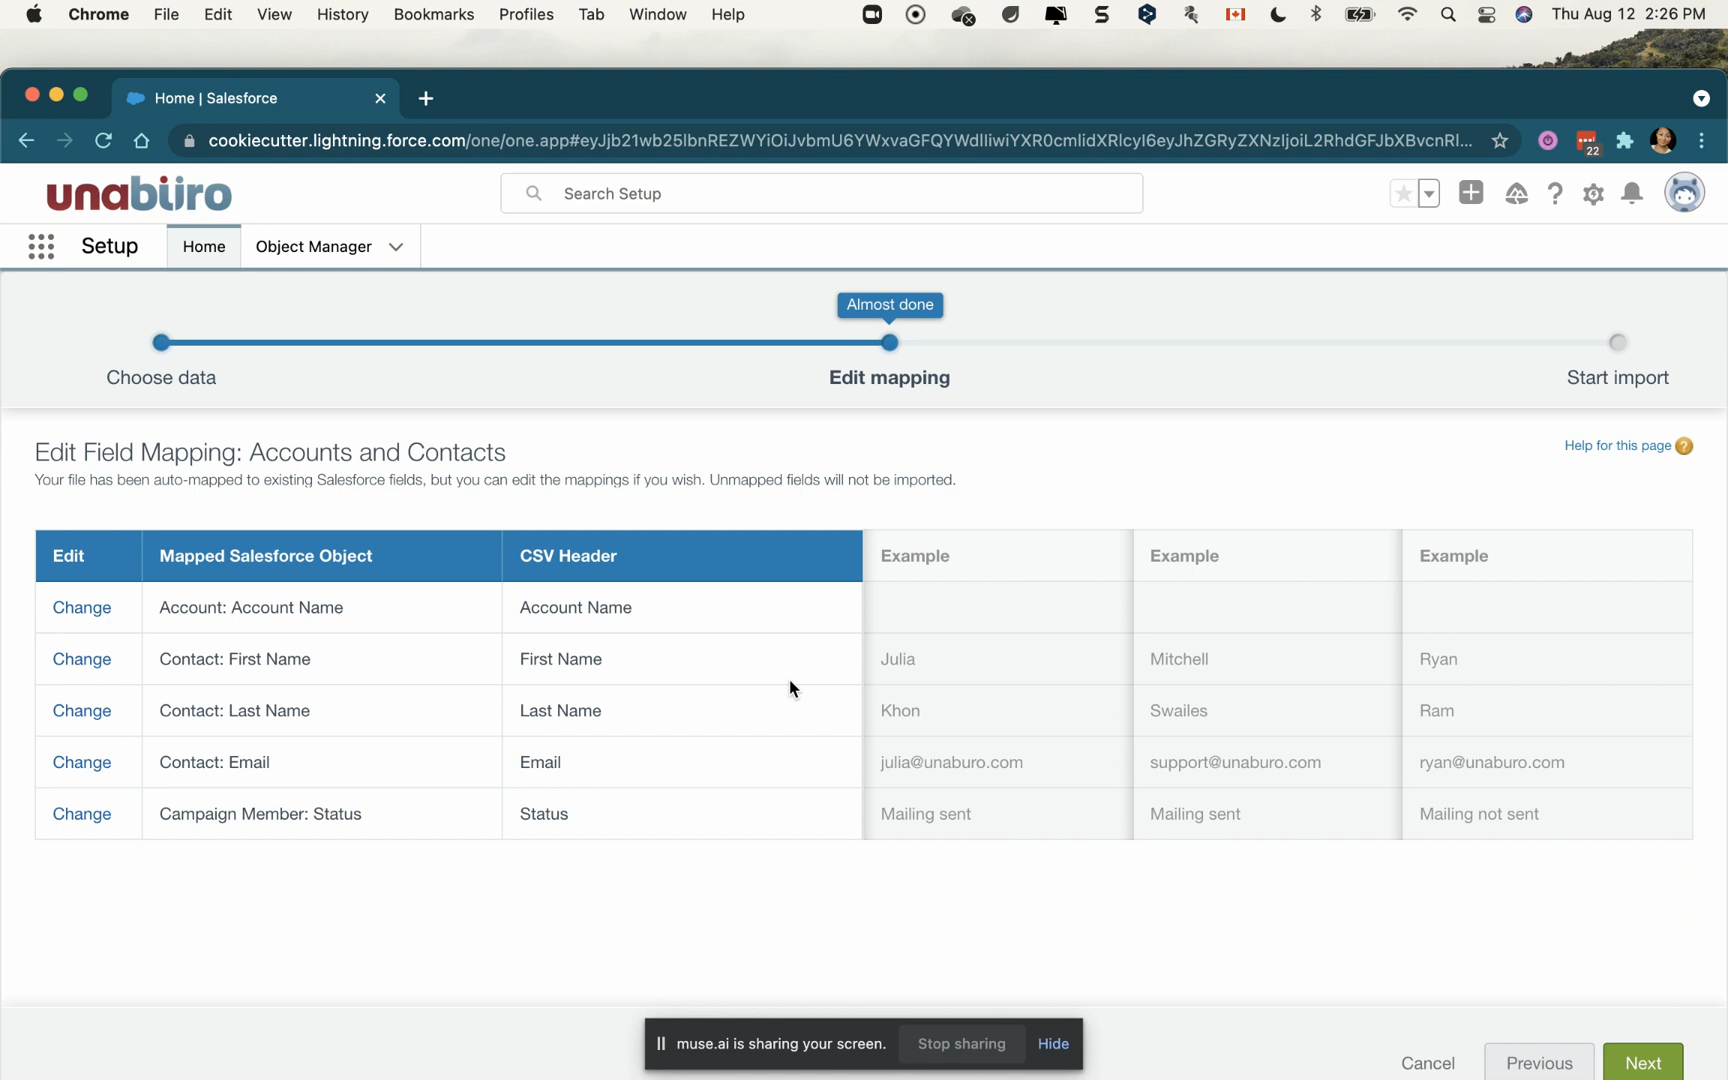 Chrome File Edit View History Bookmarks Profiles Tab Window Help Thu Aug 12 2:26 PM
Home | Salesforce
cookiecutter.lightning.force.com/one/one.app#eyJjb21wb25lbnREZWYiOiJvbmU6YWxvaGFQYWdlIiwiYXR0cmlidXRlcyI6eyJhZGRyZXNzIjoiL2RhdGFJbXBvcnRl...
22
unabüro
Search Setup
Setup Home Object Manager
Almost done
Choose data Edit mapping Start import
Edit Field Mapping: Accounts and Contacts
Help for this page ?
Your file has been auto-mapped to existing Salesforce fields, but you can edit the mappings if you wish. Unmapped fields will not be imported.
Edit Mapped Salesforce Object CSV Header Example Example Example
Change Account: Account Name Account Name
Change Contact: First Name First Name Julia Mitchell Ryan
Change Contact: Last Name Last Name Khon Swailes Ram
Change Contact: Email Email julia@unaburo.com support@unaburo.com ryan@unaburo.com
Change Campaign Member: Status Status Mailing sent Mailing sent Mailing not sent
muse.ai is sharing your screen. Stop sharing Hide
Cancel Previous Next